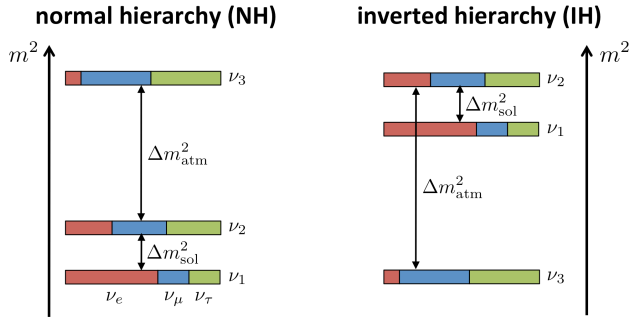 normal hierarchy (NH)
m²
ν₃
Δm²atm
ν₂
Δm²sol
ν₁
νe νμ ντ
inverted hierarchy (IH)
m²
ν₂
Δm²sol
ν₁
Δm²atm
ν₃